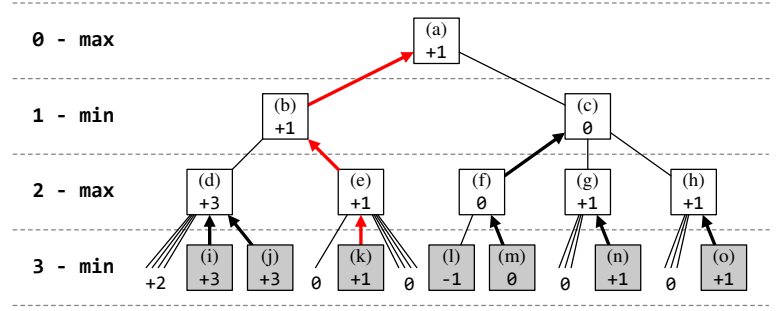 0 - max
(a)
+1
1 - min
(b)
+1
(c)
0
2 - max
(d)
+3
(e)
+1
(f)
0
(g)
+1
(h)
+1
3 - min
+2
(i)
+3
(j)
+3
0
(k)
+1
0
(l)
-1
(m)
0
0
(n)
+1
0
(o)
+1